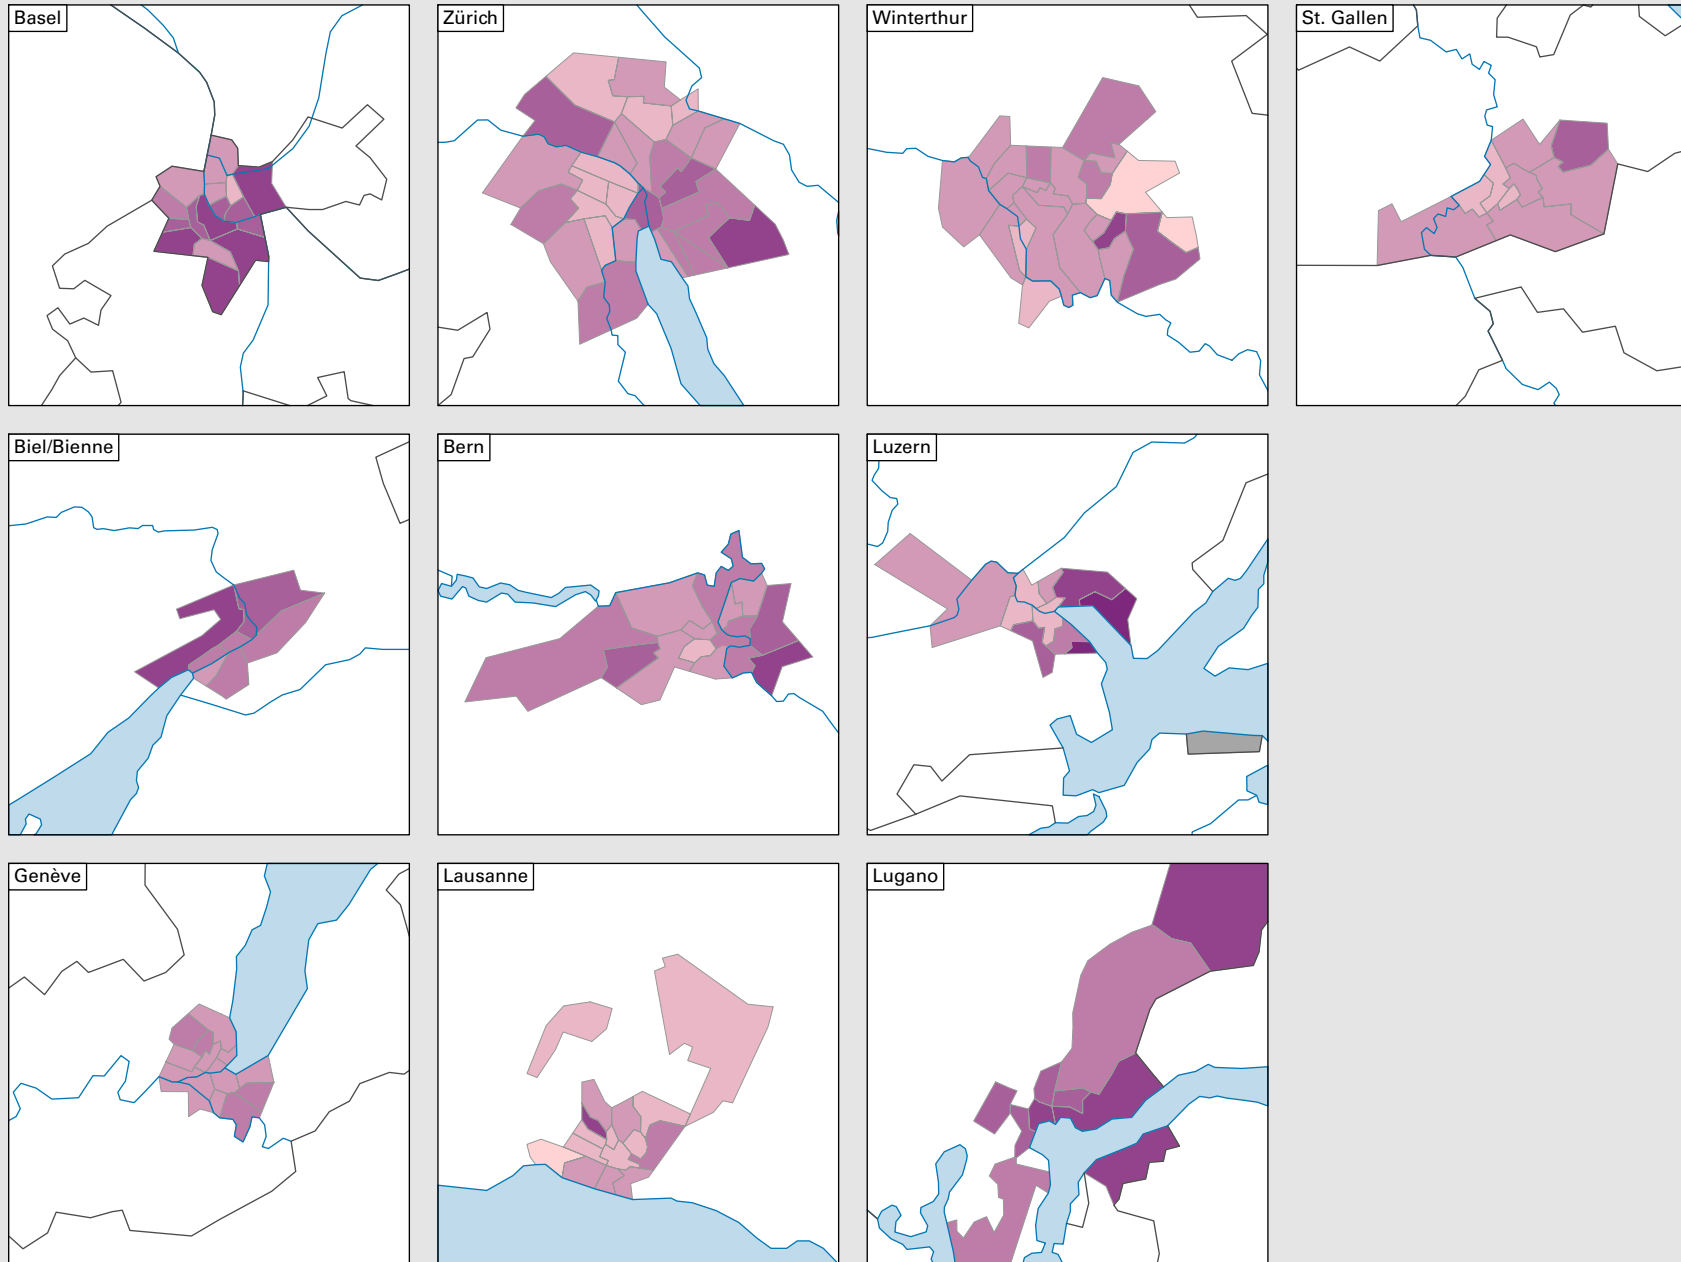 Basel
Zürich
Winterthur
St. Gallen
Biel/Bienne
Bern
Luzern
Genève
Lausanne
Lugano